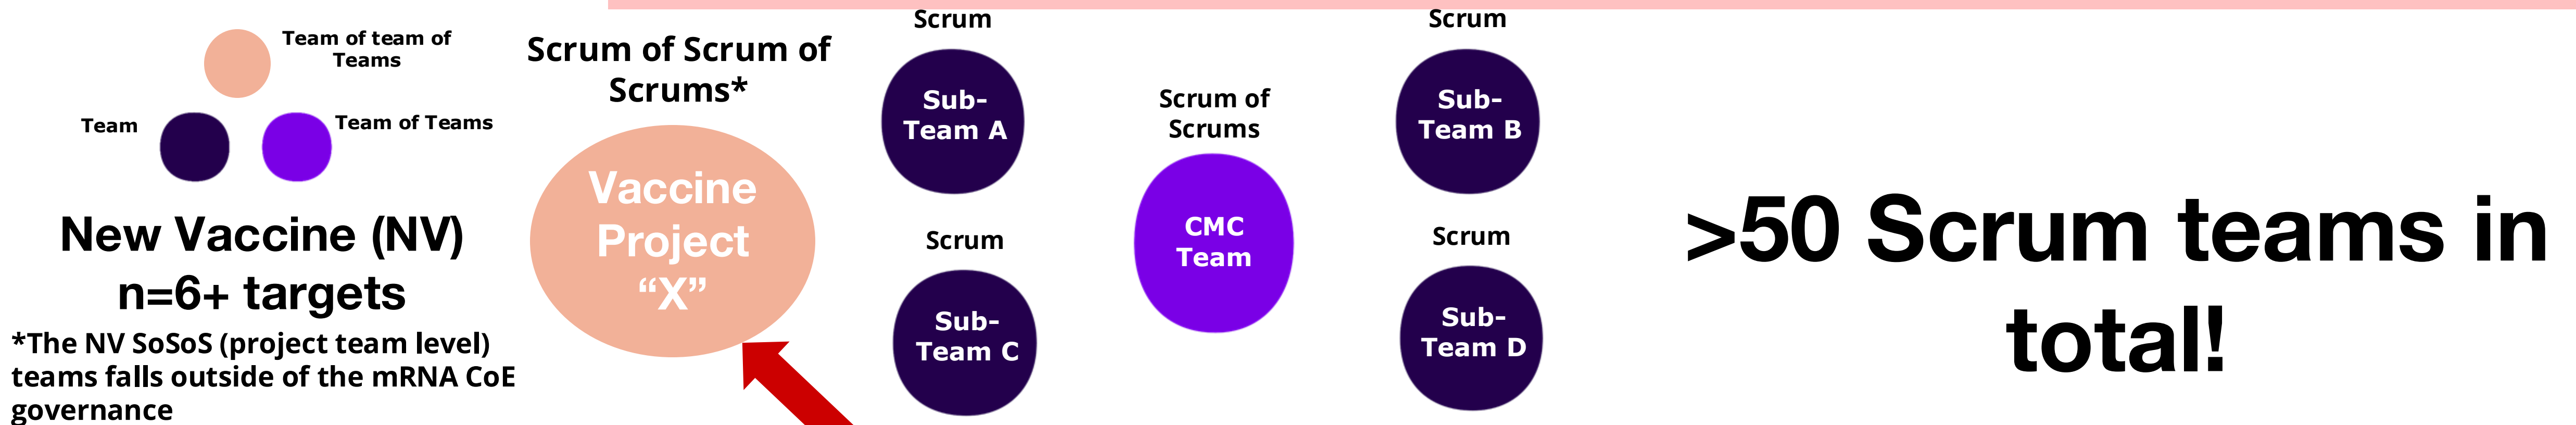 Team of team of
Teams
Team
Team of Teams
New Vaccine (NV)
n=6+ targets
*The NV SoSoS (project team level)
teams falls outside of the mRNA CoE
governance
Scrum of Scrum of
Scrums*
Vaccine
Project
“X”
Scrum
Sub-
Team A
Scrum
Sub-
Team C
Scrum of
Scrums
CMC
Team
Scrum
Sub-
Team B
Scrum
Sub-
Team D
>50 Scrum teams in
total!